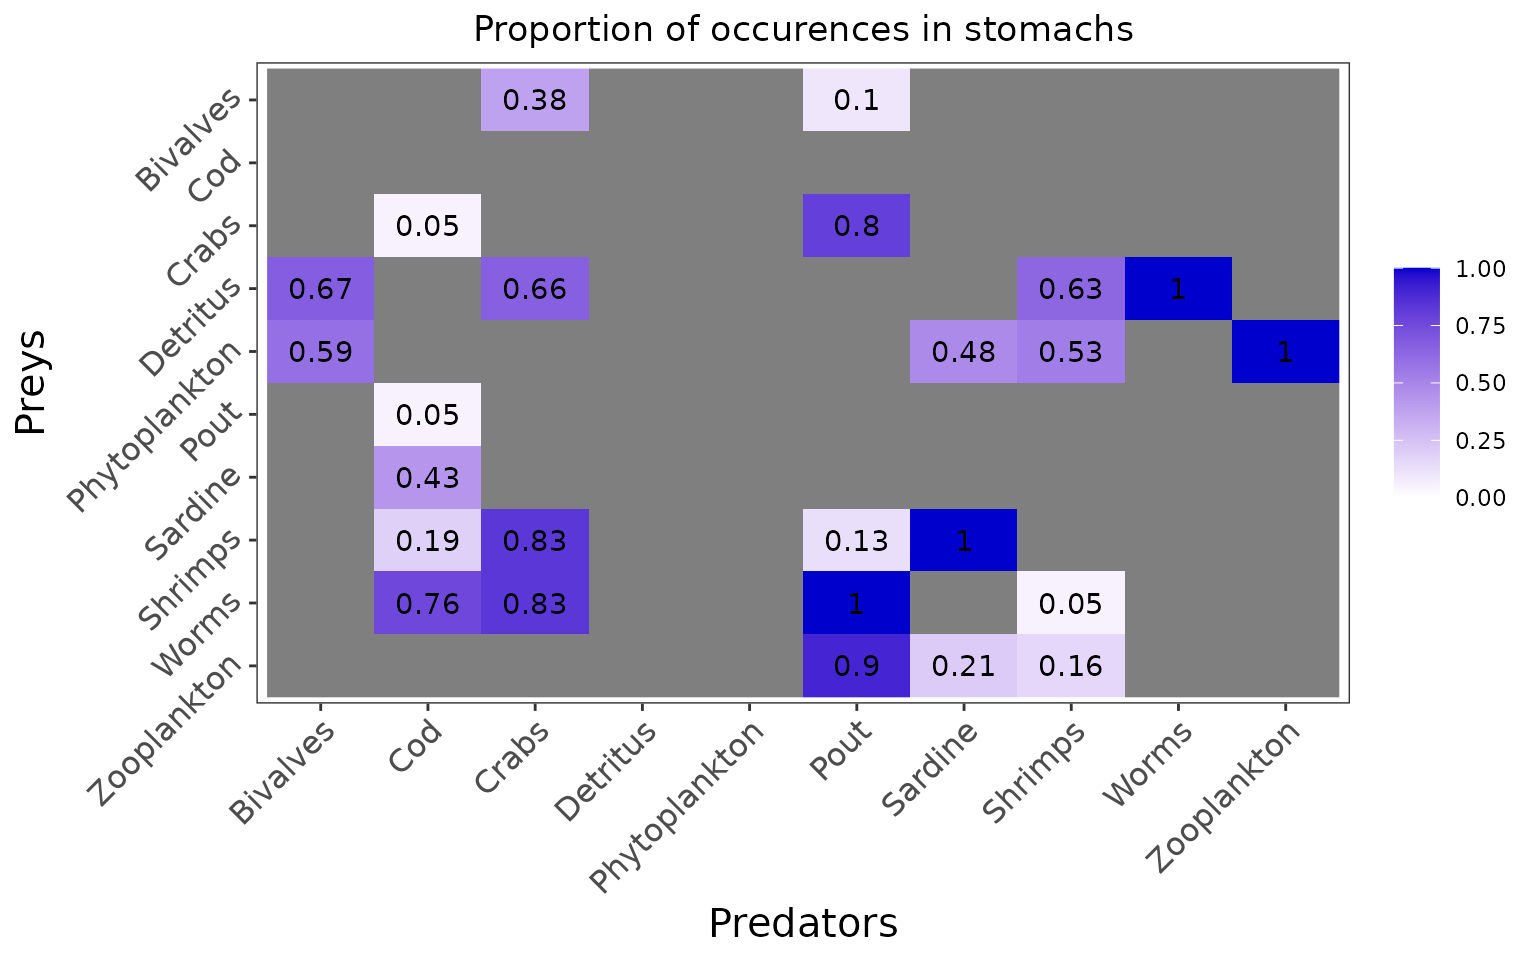 Proportion of occurences in stomachs
Preys
Bivalves 0.38 0.1
Cod
Crabs 0.05 0.8
Detritus 0.67 0.66 0.63 1
Phytoplankton 0.59 0.48 0.53 1
Pout 0.05
Sardine 0.43
Shrimps 0.19 0.83 0.13 1
Worms 0.76 0.83 1 0.05
Zooplankton 0.9 0.21 0.16
Bivalves Cod Crabs Detritus Phytoplankton Pout Sardine Shrimps Worms Zooplankton
Predators
1.00
0.75
0.50
0.25
0.00